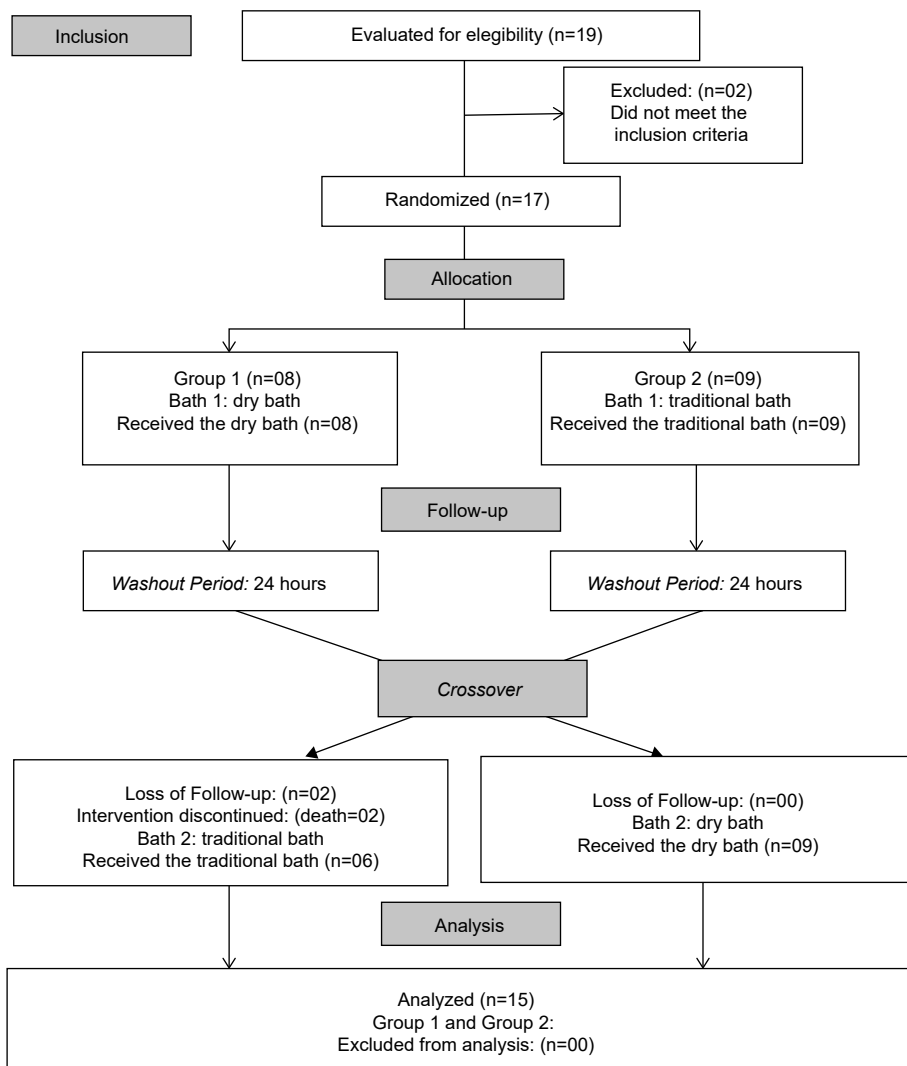 Inclusion
Evaluated for elegibility (n=19)
Excluded: (n=02)
Did not meet the
inclusion criteria
Randomized (n=17)
Allocation
Group 1 (n=08)
Bath 1: dry bath
Received the dry bath (n=08)
Group 2 (n=09)
Bath 1: traditional bath
Received the traditional bath (n=09)
Follow-up
Washout Period: 24 hours
Washout Period: 24 hours
Crossover
Loss of Follow-up: (n=02)
Intervention discontinued: (death=02)
Bath 2: traditional bath
Received the traditional bath (n=06)
Loss of Follow-up: (n=00)
Bath 2: dry bath
Received the dry bath (n=09)
Analysis
Analyzed (n=15)
Group 1 and Group 2:
Excluded from analysis: (n=00)